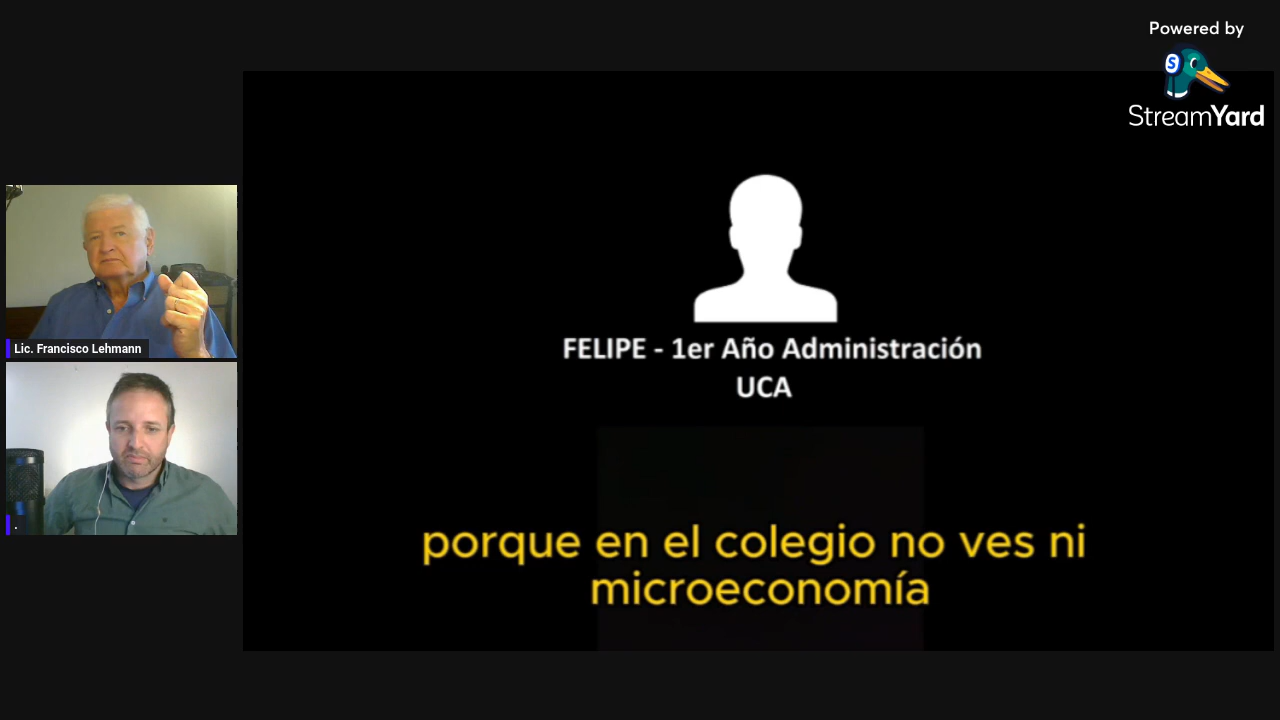 Powered by
S
StreamYard
Lic. Francisco Lehmann
.
FELIPE - 1er Año Administración
UCA
porque en el colegio no ves ni
microeconomía